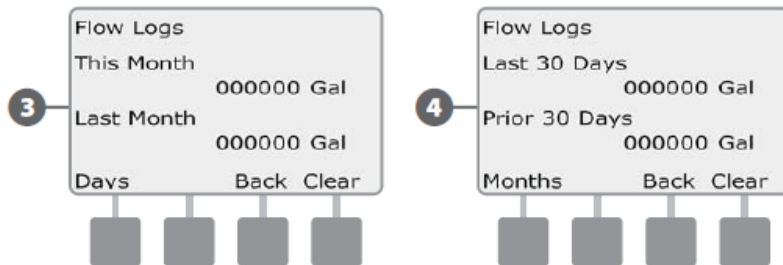 Flow Logs
This Month
000000 Gal
Last Month
000000 Gal
Days Back Clear
3
Flow Logs
Last 30 Days
000000 Gal
Prior 30 Days
000000 Gal
Months Back Clear
4